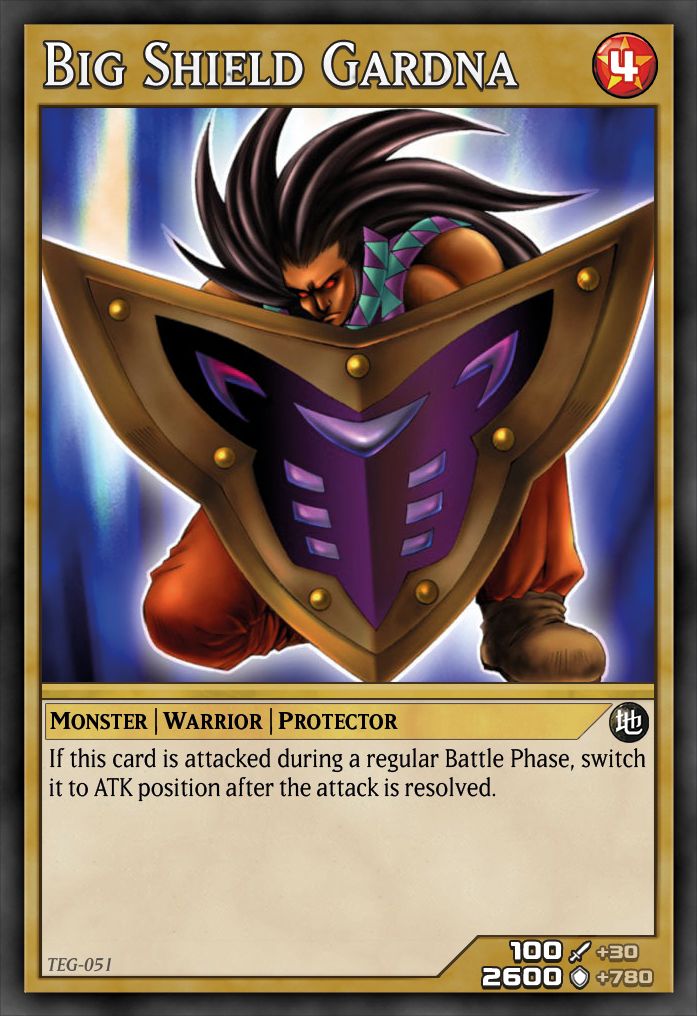 BIG SHIELD GARDNA
4
MONSTER | WARRIOR | PROTECTOR
地
If this card is attacked during a regular Battle Phase, switch
it to ATK position after the attack is resolved.
100 +30
TEG-051
2600 +780